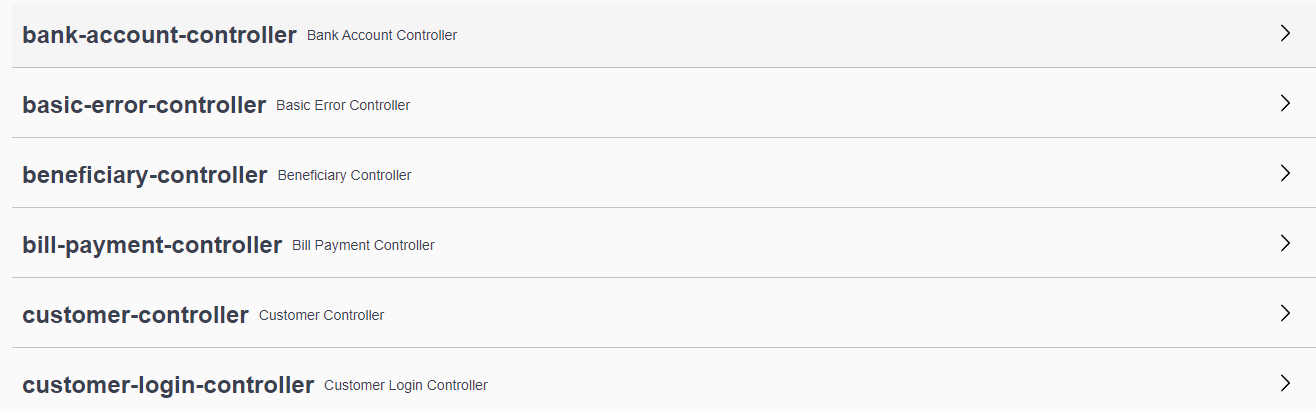 bank-account-controller Bank Account Controller
basic-error-controller Basic Error Controller
beneficiary-controller Beneficiary Controller
bill-payment-controller Bill Payment Controller
customer-controller Customer Controller
customer-login-controller Customer Login Controller